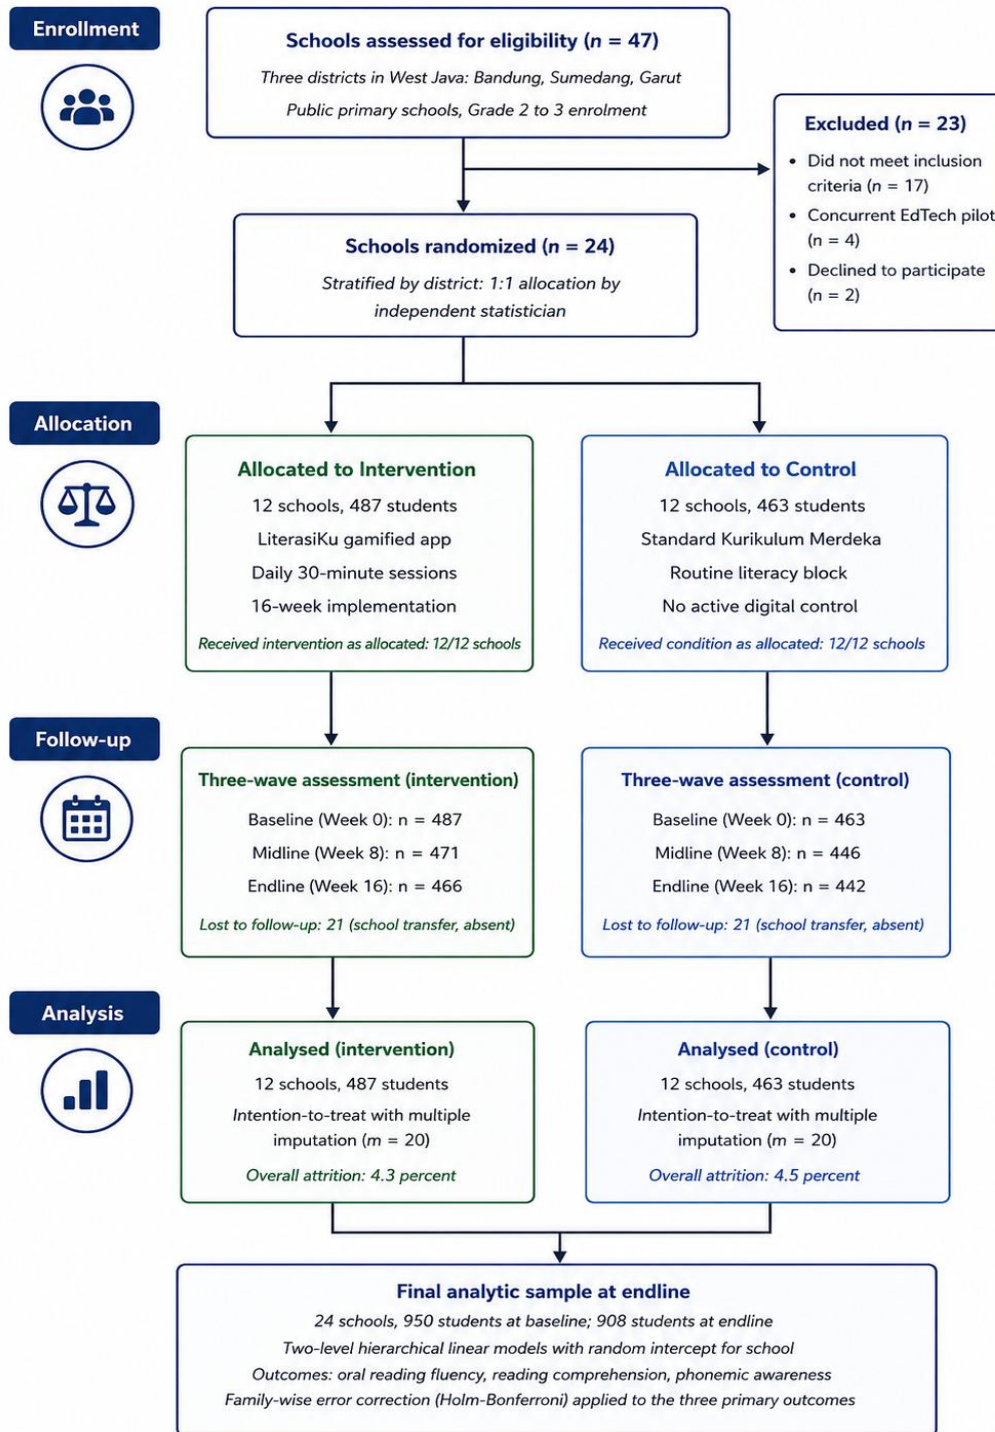 Enrollment
Schools assessed for eligibility (n = 47)
Three districts in West Java: Bandung, Sumedang, Garut
Public primary schools, Grade 2 to 3 enrolment
Excluded (n = 23)
• Did not meet inclusion
criteria (n = 17)
• Concurrent EdTech pilot
(n = 4)
• Declined to participate
(n = 2)
Schools randomized (n = 24)
Stratified by district: 1:1 allocation by
independent statistician
Allocation
Allocated to Intervention
12 schools, 487 students
LiterasiKu gamified app
Daily 30-minute sessions
16-week implementation
Received intervention as allocated: 12/12 schools
Allocated to Control
12 schools, 463 students
Standard Kurikulum Merdeka
Routine literacy block
No active digital control
Received condition as allocated: 12/12 schools
Follow-up
Three-wave assessment (intervention)
Baseline (Week 0): n = 487
Midline (Week 8): n = 471
Endline (Week 16): n = 466
Lost to follow-up: 21 (school transfer, absent)
Three-wave assessment (control)
Baseline (Week 0): n = 463
Midline (Week 8): n = 446
Endline (Week 16): n = 442
Lost to follow-up: 21 (school transfer, absent)
Analysis
Analysed (intervention)
12 schools, 487 students
Intention-to-treat with multiple
imputation (m = 20)
Overall attrition: 4.3 percent
Analysed (control)
12 schools, 463 students
Intention-to-treat with multiple
imputation (m = 20)
Overall attrition: 4.5 percent
Final analytic sample at endline
24 schools, 950 students at baseline; 908 students at endline
Two-level hierarchical linear models with random intercept for school
Outcomes: oral reading fluency, reading comprehension, phonemic awareness
Family-wise error correction (Holm-Bonferroni) applied to the three primary outcomes